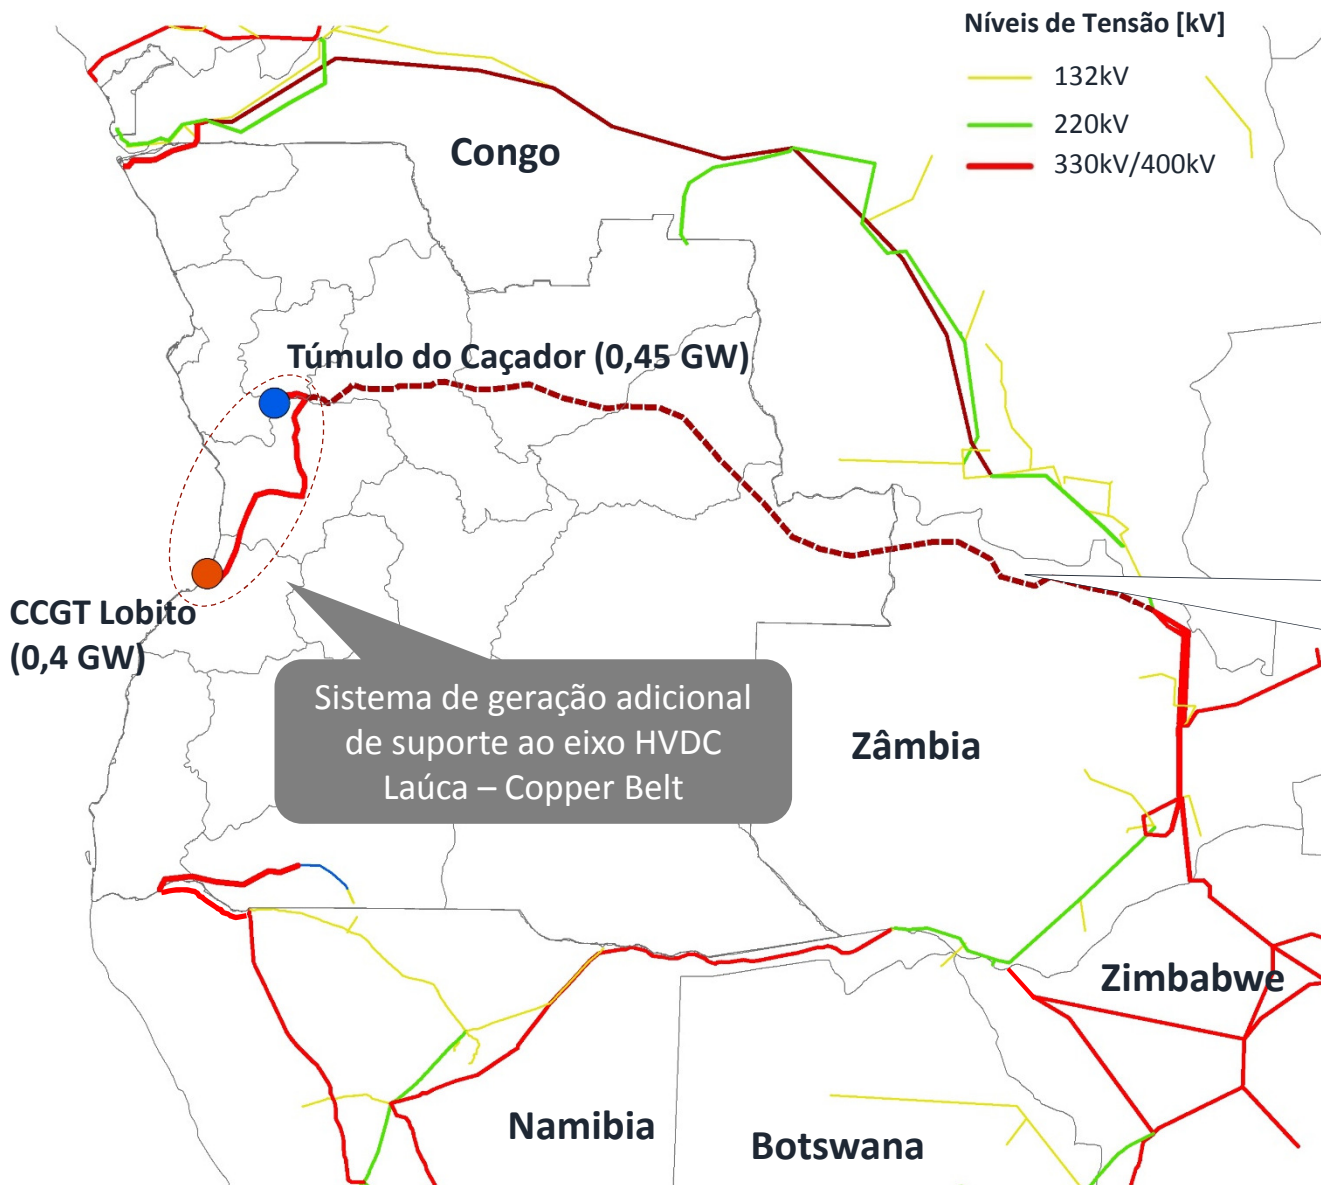 Níveis de Tensão [kV]
132kV
220kV
330kV/400kV
Congo
Túmulo do Caçador (0,45 GW)
CCGT Lobito
(0,4 GW)
Sistema de geração adicional
de suporte ao eixo HVDC
Laúca – Copper Belt
Zâmbia
Zimbabwe
Namibia
Botswana